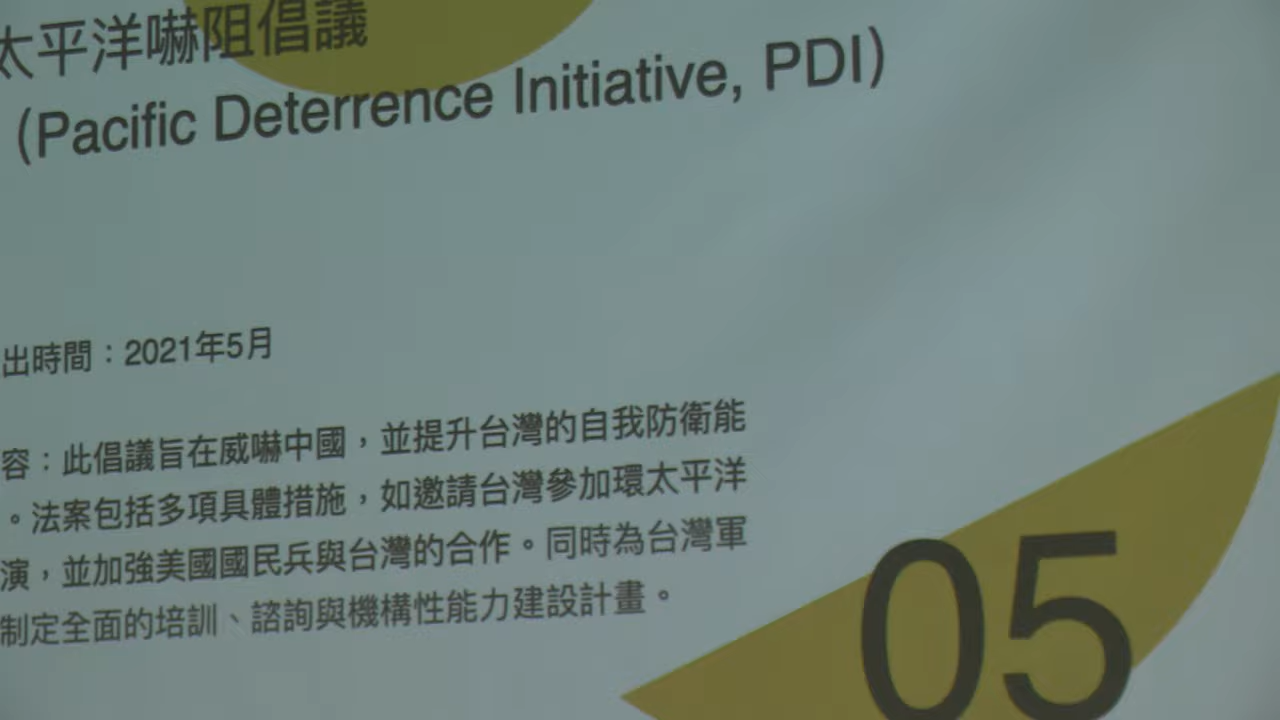 太平洋嚇阻倡議
(Pacific Deterrence Initiative, PDI)
出時間：2021年5月
容：此倡議旨在威嚇中國，並提升台灣的自我防衛能
。法案包括多項具體措施，如邀請台灣參加環太平洋
演，並加強美國國民兵與台灣的合作。同時為台灣軍
制定全面的培訓、諮詢與機構性能力建設計畫。
05